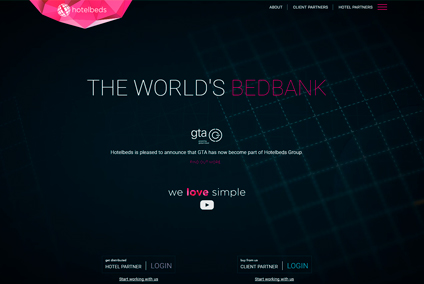 hotelbeds
ABOUT
CLIENT PARTNERS
HOTEL PARTNERS
THE WORLD'S BEDBANK
gta
Hotelbeds is pleased to announce that GTA has now become part of Hotelbeds Group.
we love simple
get distributed
HOTEL PARTNER LOGIN
Start working with us
buy from us
CLIENT PARTNER LOGIN
Start working with us